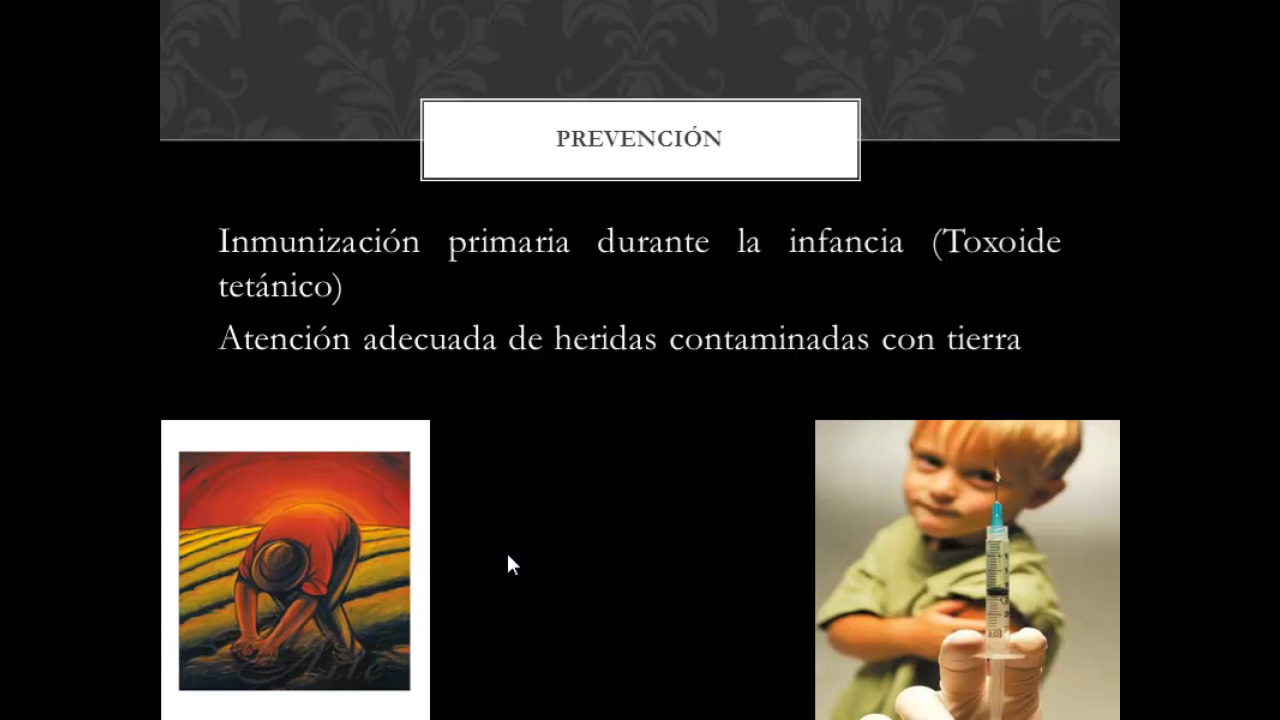 PREVENCIÓN
Inmunización primaria durante la infancia (Toxoide
tetánico)
Atención adecuada de heridas contaminadas con tierra